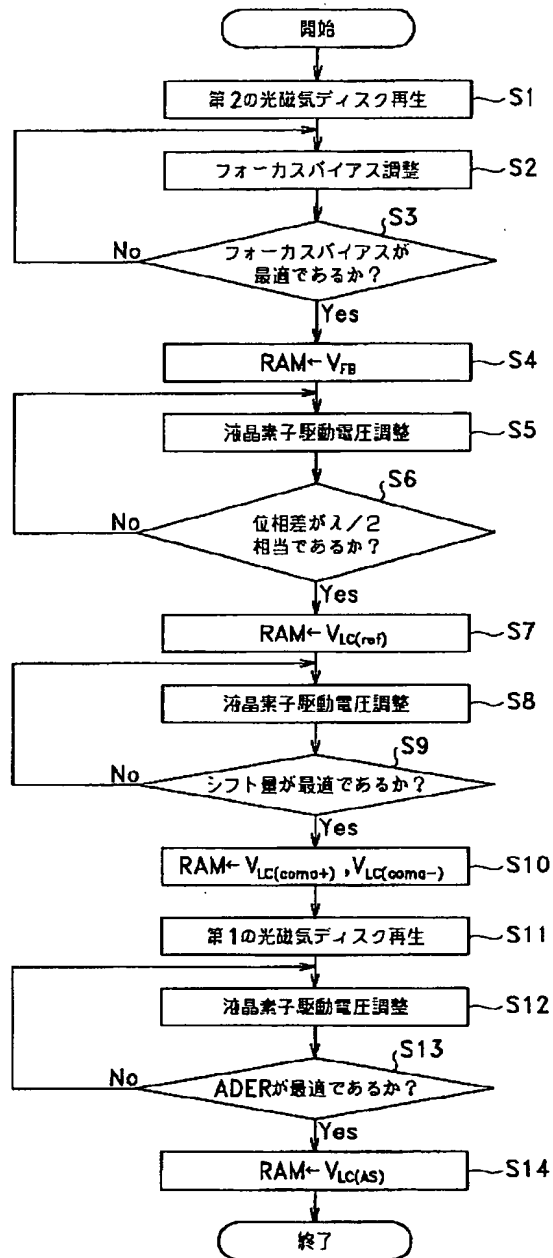 開始
第2の光磁気ディスク再生
S1
フォーカスバイアス調整
S2
S3
フォーカスバイアスが
最適であるか？
No
Yes
RAM←VFB
S4
液晶素子駆動電圧調整
S5
S6
位相差がλ／2
相当であるか？
No
Yes
RAM←VLC(ref)
S7
液晶素子駆動電圧調整
S8
S9
シフト量が最適であるか？
No
Yes
RAM←VLC(coma+) ,VLC(coma-)
S10
第1の光磁気ディスク再生
S11
液晶素子駆動電圧調整
S12
S13
ADERが最適であるか？
No
Yes
RAM←VLC(AS)
S14
終了